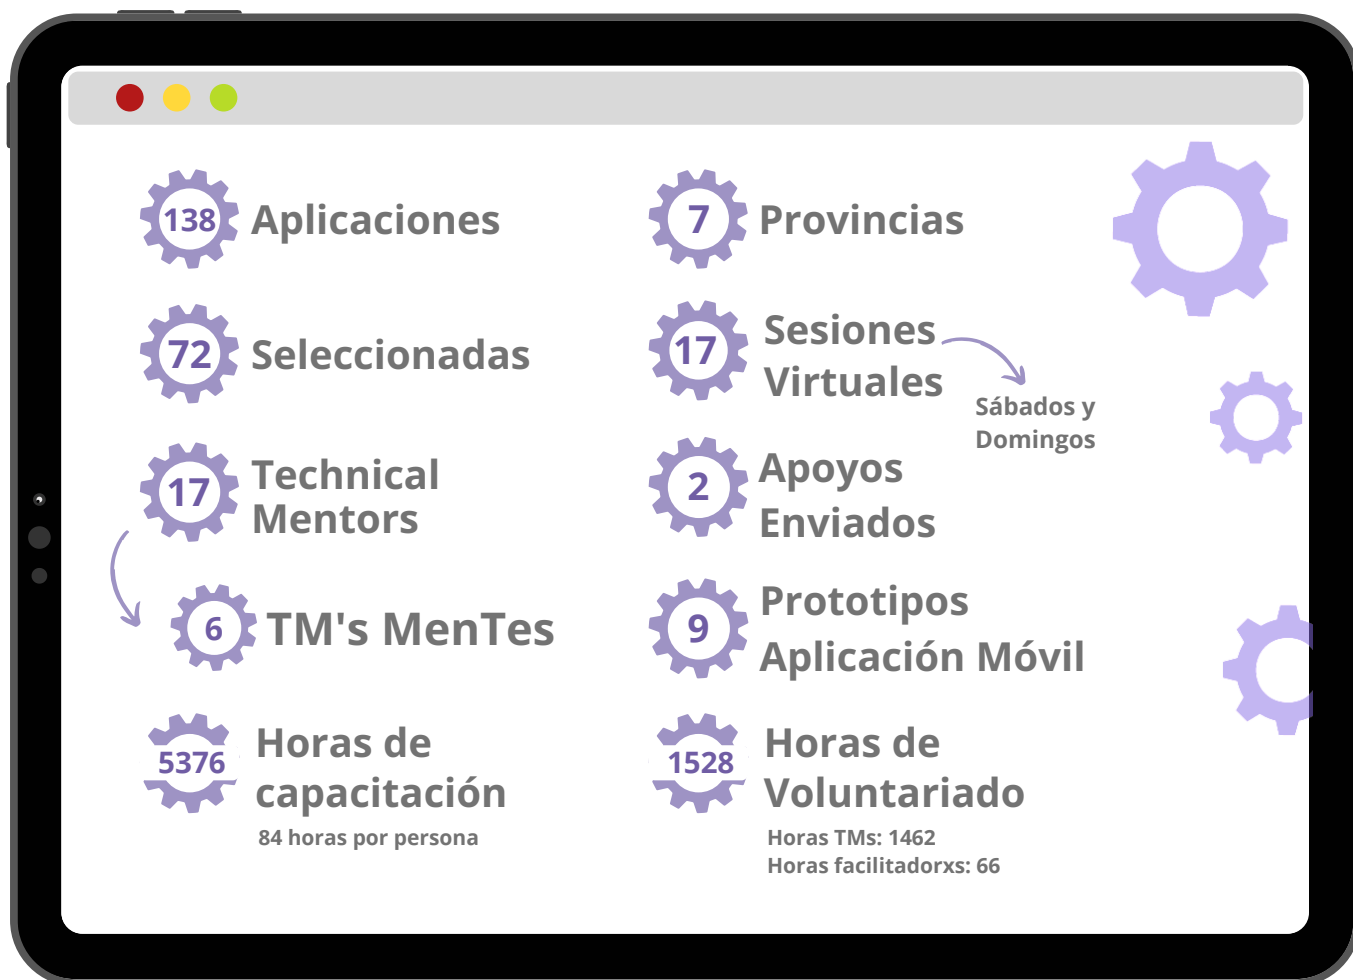 138 Aplicaciones
72 Seleccionadas
17 Technical
Mentors
6 TM's MenTes
5376 Horas de
capacitación
84 horas por persona
7 Provincias
17 Sesiones
Virtuales
Sábados y
Domingos
2 Apoyos
Enviados
9 Prototipos
Aplicación Móvil
1528 Horas de
Voluntariado
Horas TMs: 1462
Horas facilitadorxs: 66